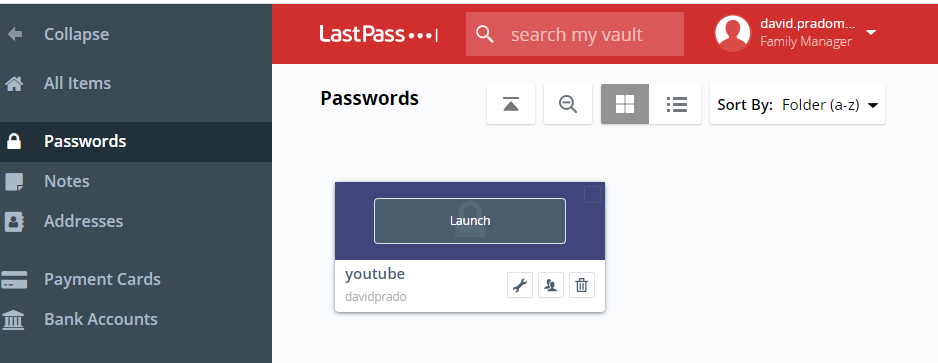 Collapse
All Items
Passwords
Notes
Addresses
Payment Cards
Bank Accounts
LastPass•••|
search my vault
david.pradom...
Family Manager
Passwords
Sort By: Folder (a-z)
Launch
youtube
davidprado